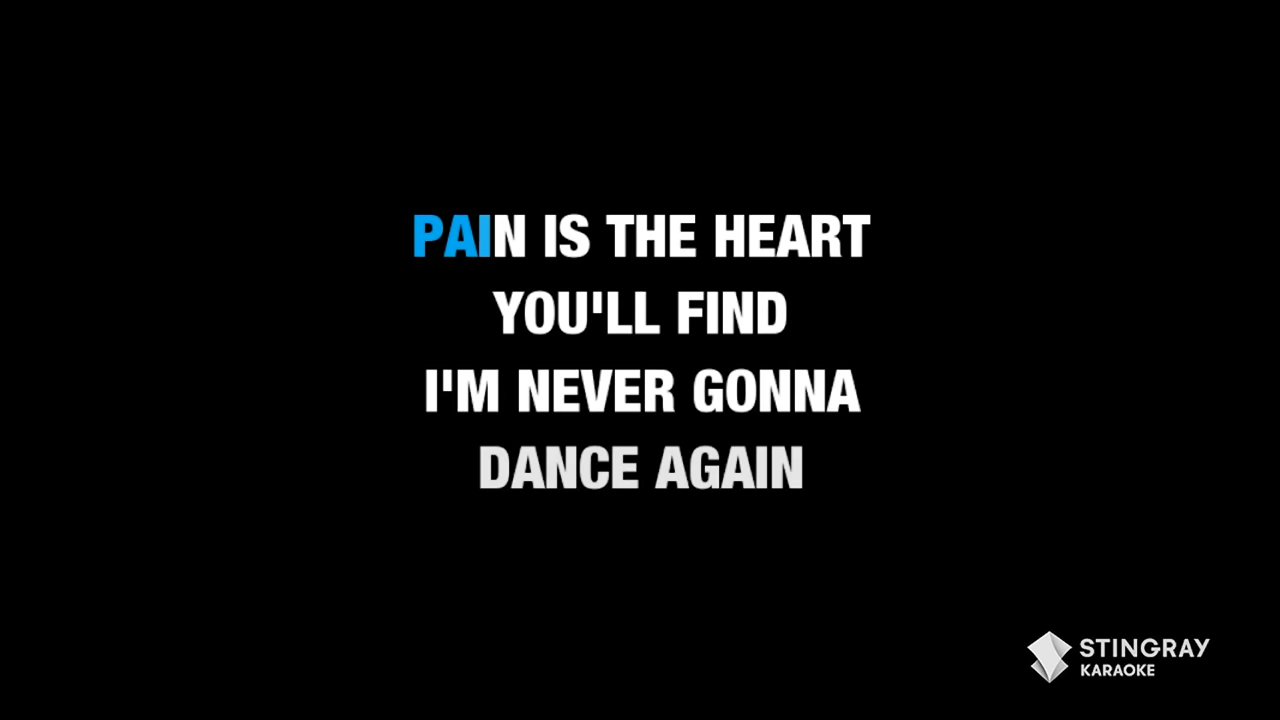 PAIN IS THE HEART
YOU'LL FIND
I'M NEVER GONNA
DANCE AGAIN
STINGRAY
KARAOKE